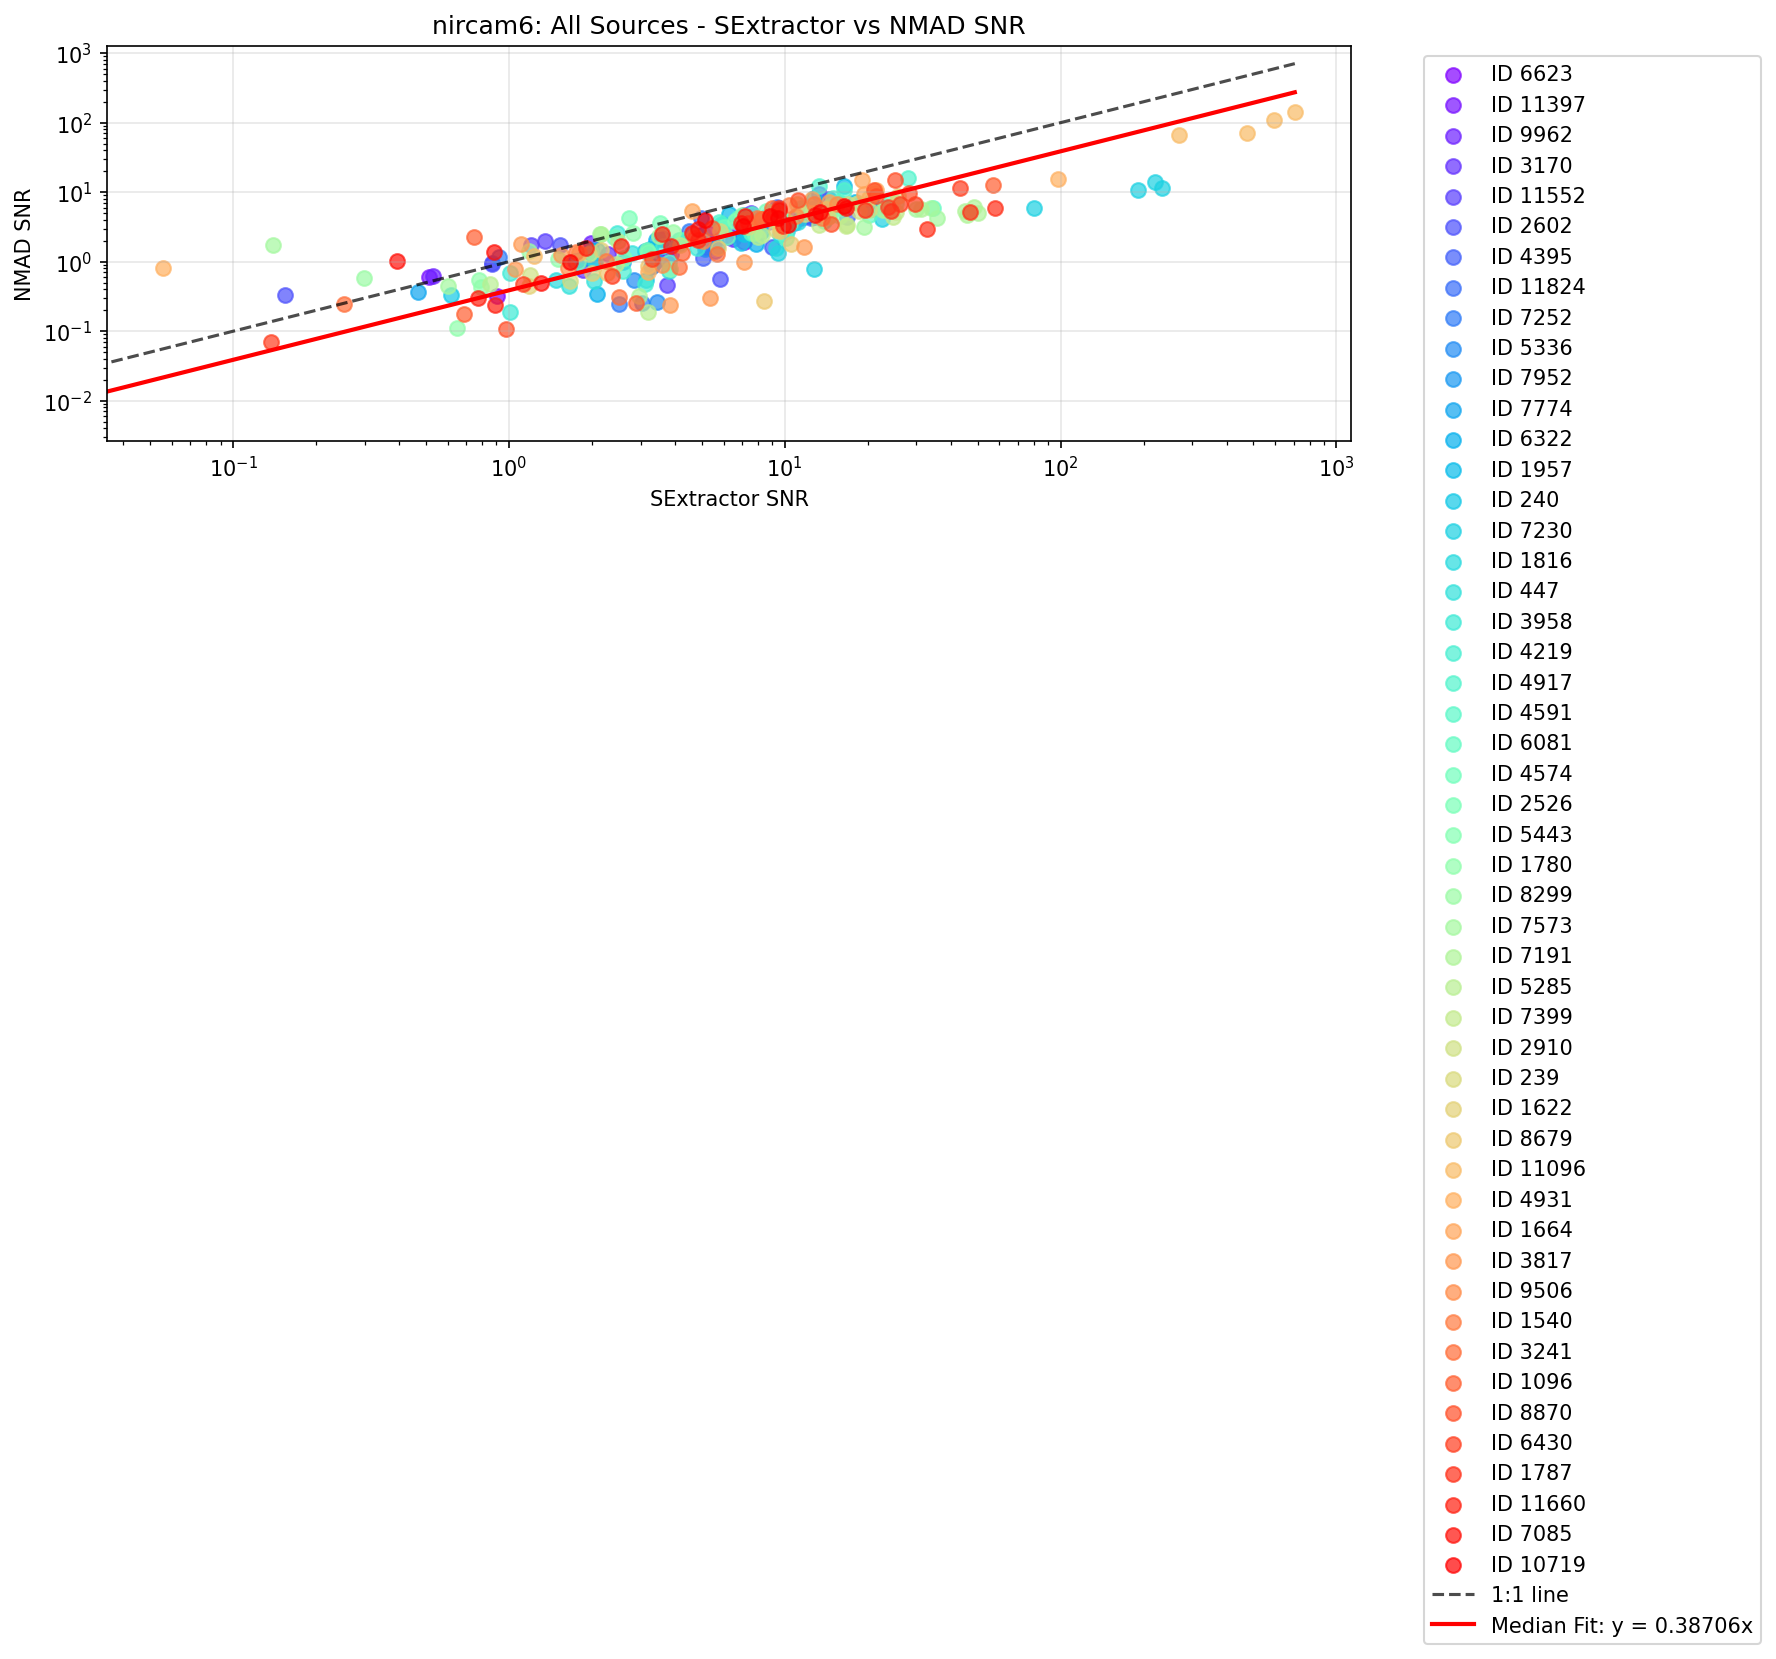 nircam6: All Sources - SExtractor vs NMAD SNR
NMAD SNR
10³
10²
10¹
10⁰
10⁻¹
10⁻²
10⁻¹ 10⁰ 10¹ 10² 10³
SExtractor SNR
ID 6623
ID 11397
ID 9962
ID 3170
ID 11552
ID 2602
ID 4395
ID 11824
ID 7252
ID 5336
ID 7952
ID 7774
ID 6322
ID 1957
ID 240
ID 7230
ID 1816
ID 447
ID 3958
ID 4219
ID 4917
ID 4591
ID 6081
ID 4574
ID 2526
ID 5443
ID 1780
ID 8299
ID 7573
ID 7191
ID 5285
ID 7399
ID 2910
ID 239
ID 1622
ID 8679
ID 11096
ID 4931
ID 1664
ID 3817
ID 9506
ID 1540
ID 3241
ID 1096
ID 8870
ID 6430
ID 1787
ID 11660
ID 7085
ID 10719
1:1 line
Median Fit: y = 0.38706x